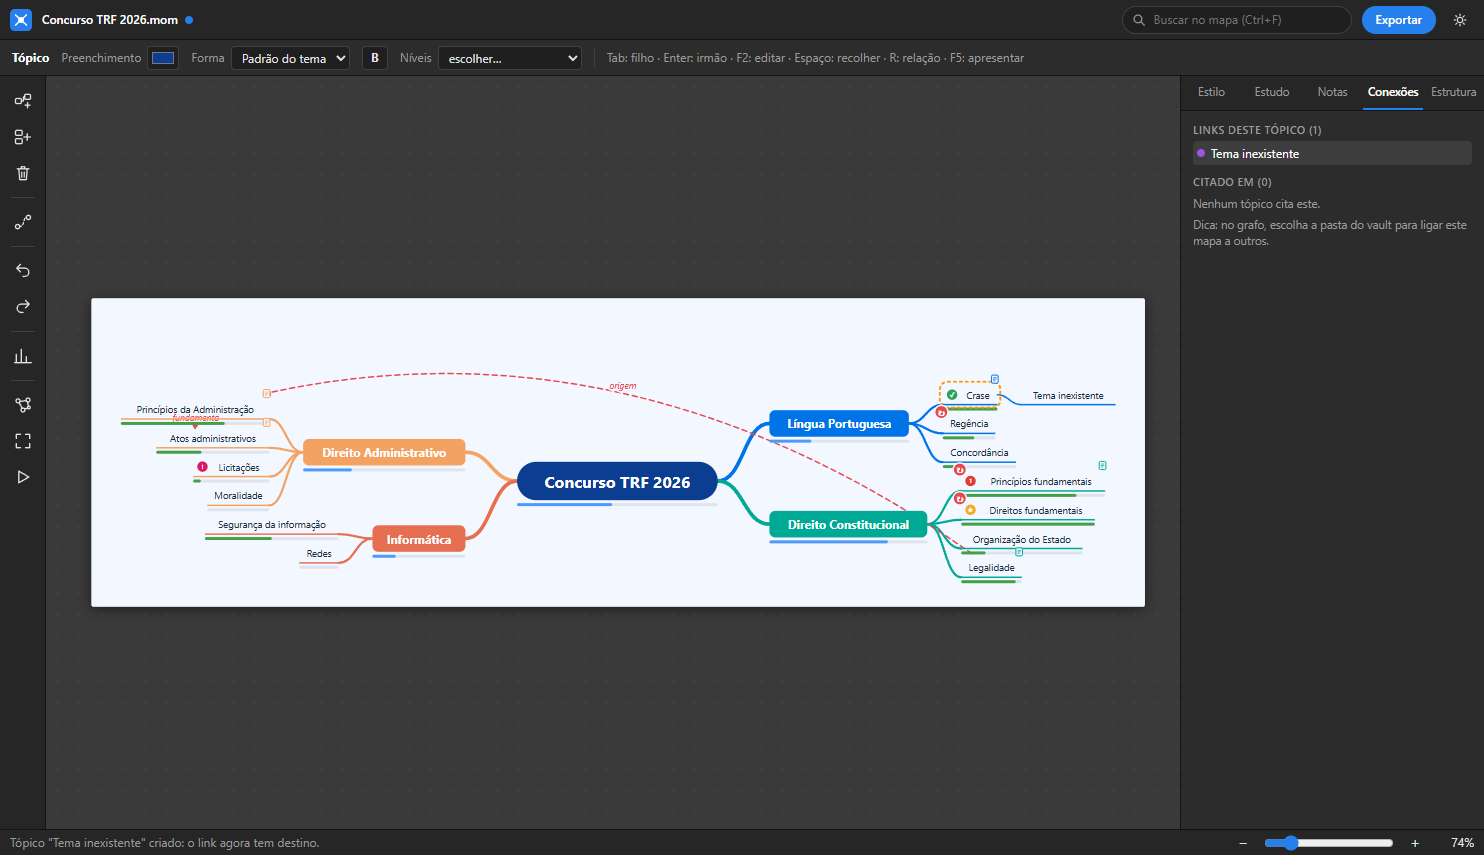 Concurso TRF 2026.mom
Buscar no mapa (Ctrl+F)
Exportar
Tópico
Preenchimento
Forma
Padrão do tema
B
Níveis
escolher...
Tab: filho · Enter: irmão · F2: editar · Espaço: recolher · R: relação · F5: apresentar
Estilo
Estudo
Notas
Conexões
Estrutura
LINKS DESTE TÓPICO (1)
Tema inexistente
CITADO EM (0)
Nenhum tópico cita este.
Dica: no grafo, escolha a pasta do vault para ligar este
mapa a outros.
origem
Princípios da Administração
fundamenta
Atos administrativos
Licitações
Moralidade
Direito Administrativo
Segurança da informação
Redes
Informática
Concurso TRF 2026
Língua Portuguesa
Crase
Tema inexistente
Regência
Concordância
Direito Constitucional
1
Princípios fundamentais
Direitos fundamentais
Organização do Estado
Legalidade
Tópico "Tema inexistente" criado: o link agora tem destino.
74%